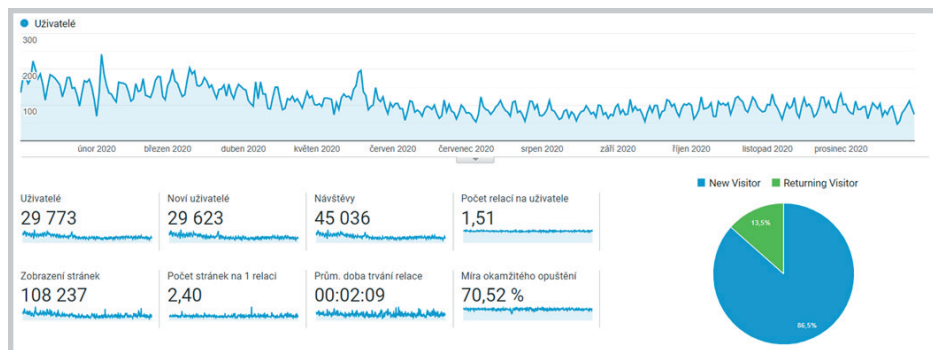 Uživatelé
300
200
100
únor 2020 březen 2020 duben 2020 květen 2020 červen 2020 červenec 2020 srpen 2020 září 2020 říjen 2020 listopad 2020 prosinec 2020
New Visitor Returning Visitor
Uživatelé Noví uživatelé Návštěvy Počet relací na uživatele
29 773 29 623 45 036 1,51
Zobrazení stránek Počet stránek na 1 relaci Prům. doba trvání relace Míra okamžitého opuštění
108 237 2,40 00:02:09 70,52 %
13,5%
86,5%